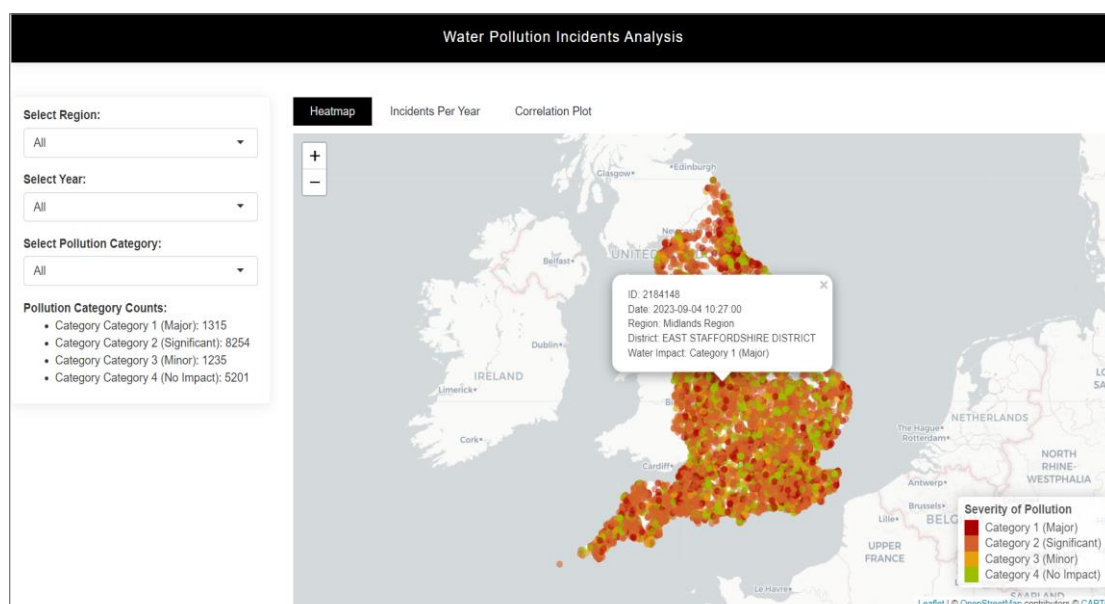 Water Pollution Incidents Analysis
Select Region:
All
Select Year:
All
Select Pollution Category:
All
Pollution Category Counts:
• Category Category 1 (Major): 1315
• Category Category 2 (Significant): 8254
• Category Category 3 (Minor): 1235
• Category Category 4 (No Impact): 5201
Heatmap Incidents Per Year Correlation Plot
+
−
Glasgow
Edinburgh
Belfast
×
ID: 2184148
Date: 2023-09-04 10:27:00
Region: Midlands Region
District: EAST STAFFORDSHIRE DISTRICT
Water Impact: Category 1 (Major)
Dublin
IRELAND
Limerick
Cork
Cardiff
NETHERLANDS
The Hague
Rotterdam
NORTH
RHINE-
WESTPHALIA
Antwerp
Brussels
Lille
UPPER
FRANCE
Le Havre
Severity of Pollution
Category 1 (Major)
Category 2 (Significant)
Category 3 (Minor)
Category 4 (No Impact)
SAARLAND
Leaflet | © OpenStreetMap contributors ©